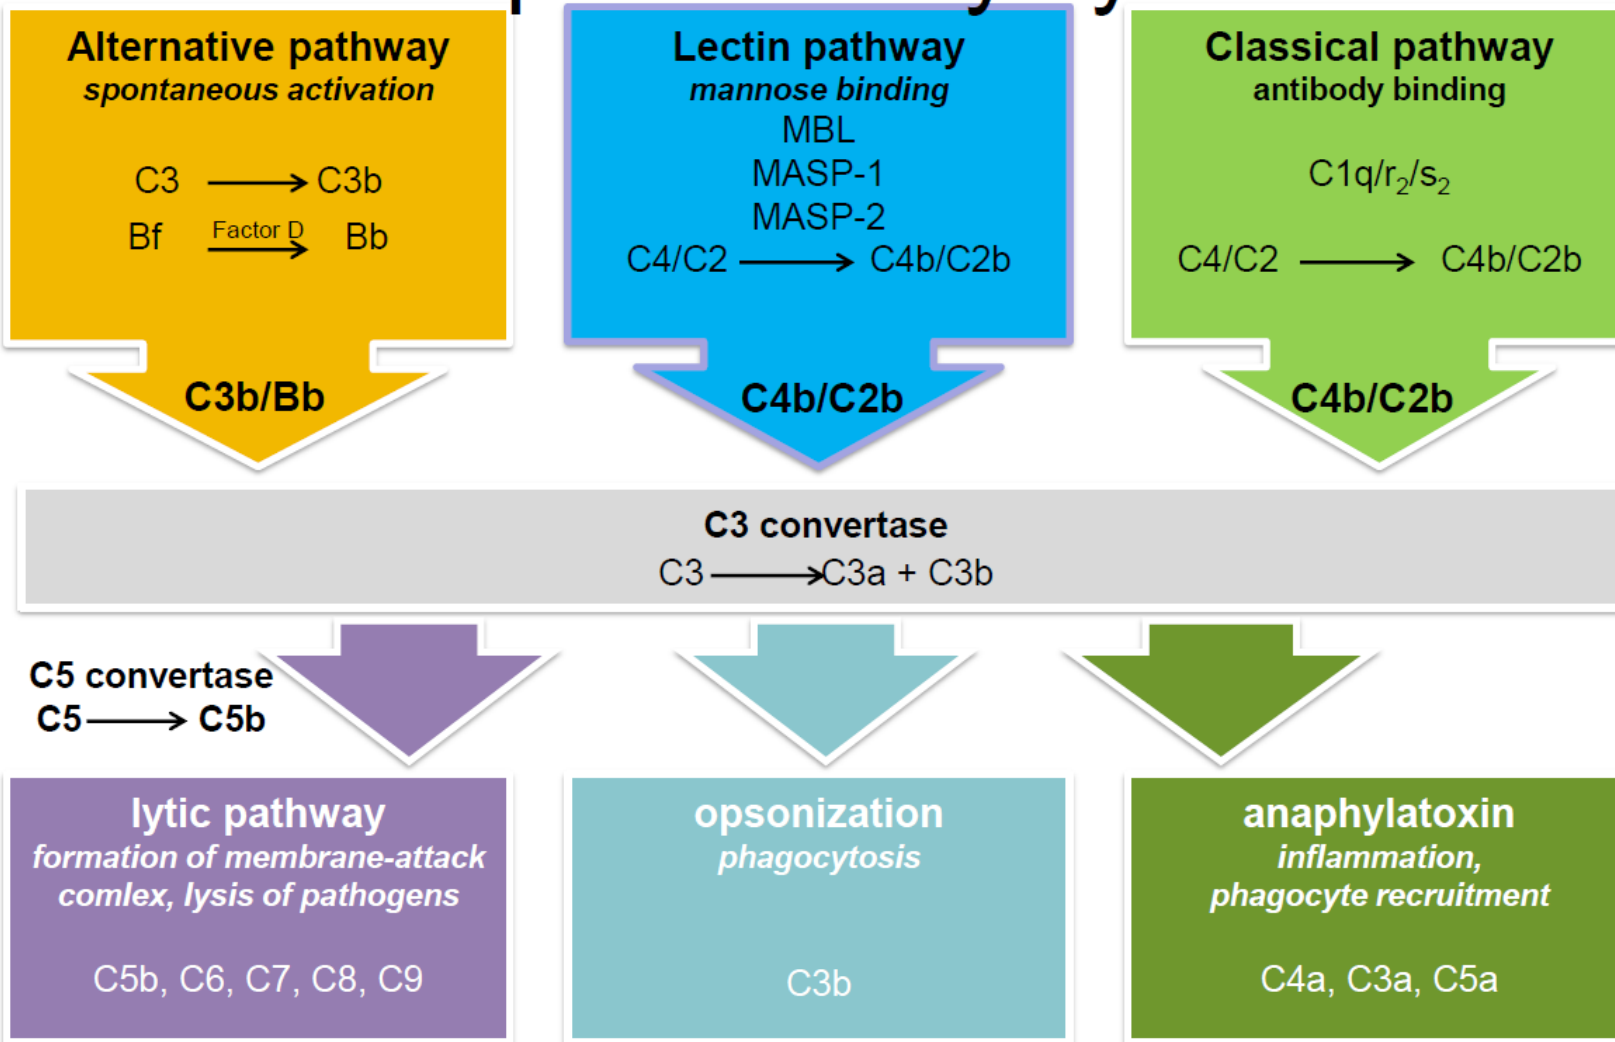 Alternative pathway
spontaneous activation
C3 → C3b
Bf Factor D → Bb
C3b/Bb
Lectin pathway
mannose binding
MBL
MASP-1
MASP-2
C4/C2 → C4b/C2b
C4b/C2b
Classical pathway
antibody binding
C1q/r₂/s₂
C4/C2 → C4b/C2b
C4b/C2b
C3 convertase
C3 → C3a + C3b
C5 convertase
C5 → C5b
lytic pathway
formation of membrane-attack
comlex, lysis of pathogens
C5b, C6, C7, C8, C9
opsonization
phagocytosis
C3b
anaphylatoxin
inflammation,
phagocyte recruitment
C4a, C3a, C5a